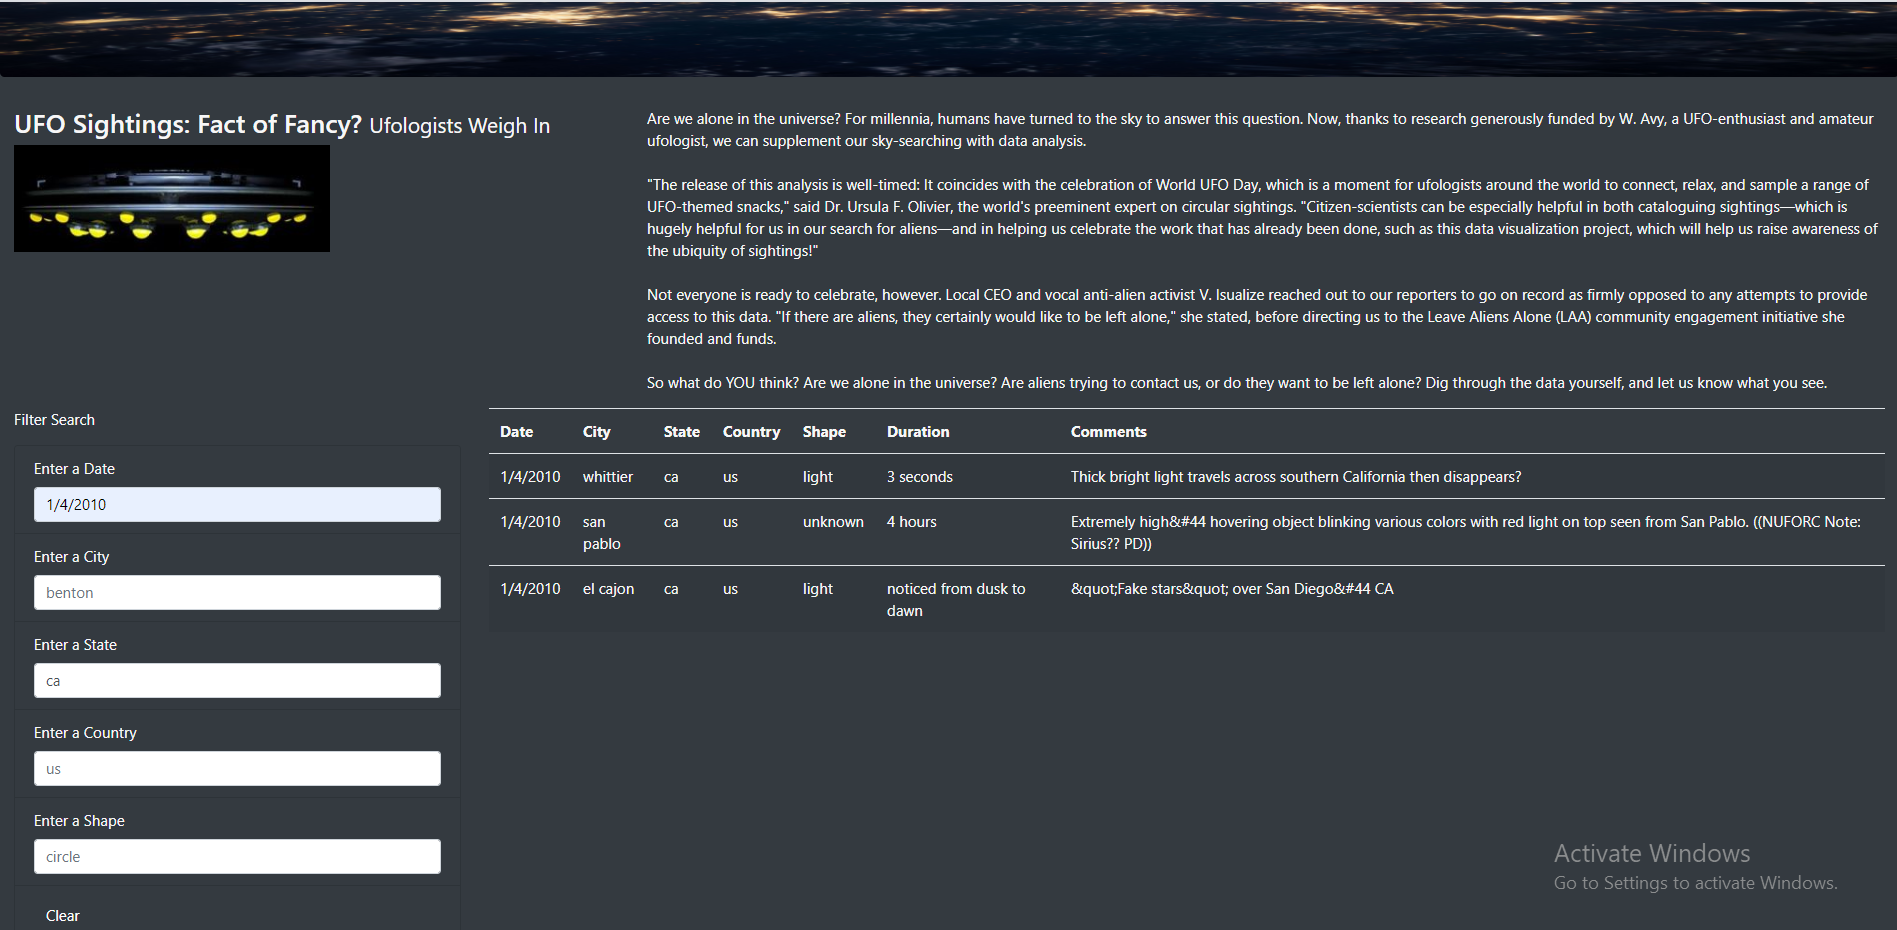 UFO Sightings: Fact of Fancy? Ufologists Weigh In
Are we alone in the universe? For millennia, humans have turned to the sky to answer this question. Now, thanks to research generously funded by W. Avy, a UFO-enthusiast and amateur
ufologist, we can supplement our sky-searching with data analysis.
"The release of this analysis is well-timed: It coincides with the celebration of World UFO Day, which is a moment for ufologists around the world to connect, relax, and sample a range of
UFO-themed snacks," said Dr. Ursula F. Olivier, the world's preeminent expert on circular sightings. "Citizen-scientists can be especially helpful in both cataloguing sightings—which is
hugely helpful for us in our search for aliens—and in helping us celebrate the work that has already been done, such as this data visualization project, which will help us raise awareness of
the ubiquity of sightings!"
Not everyone is ready to celebrate, however. Local CEO and vocal anti-alien activist V. Isualize reached out to our reporters to go on record as firmly opposed to any attempts to provide
access to this data. "If there are aliens, they certainly would like to be left alone," she stated, before directing us to the Leave Aliens Alone (LAA) community engagement initiative she
founded and funds.
So what do YOU think? Are we alone in the universe? Are aliens trying to contact us, or do they want to be left alone? Dig through the data yourself, and let us know what you see.
Filter Search
Enter a Date
1/4/2010
Enter a City
benton
Enter a State
ca
Enter a Country
us
Enter a Shape
circle
Clear
Date City State Country Shape Duration Comments
1/4/2010 whittier ca us light 3 seconds Thick bright light travels across southern California then disappears?
1/4/2010 san ca us unknown 4 hours Extremely high&#44 hovering object blinking various colors with red light on top seen from San Pablo. ((NUFORC Note:
pablo Sirius?? PD))
1/4/2010 el cajon ca us light noticed from dusk to &quot;Fake stars&quot; over San Diego&#44 CA
dawn
Activate Windows
Go to Settings to activate Windows.